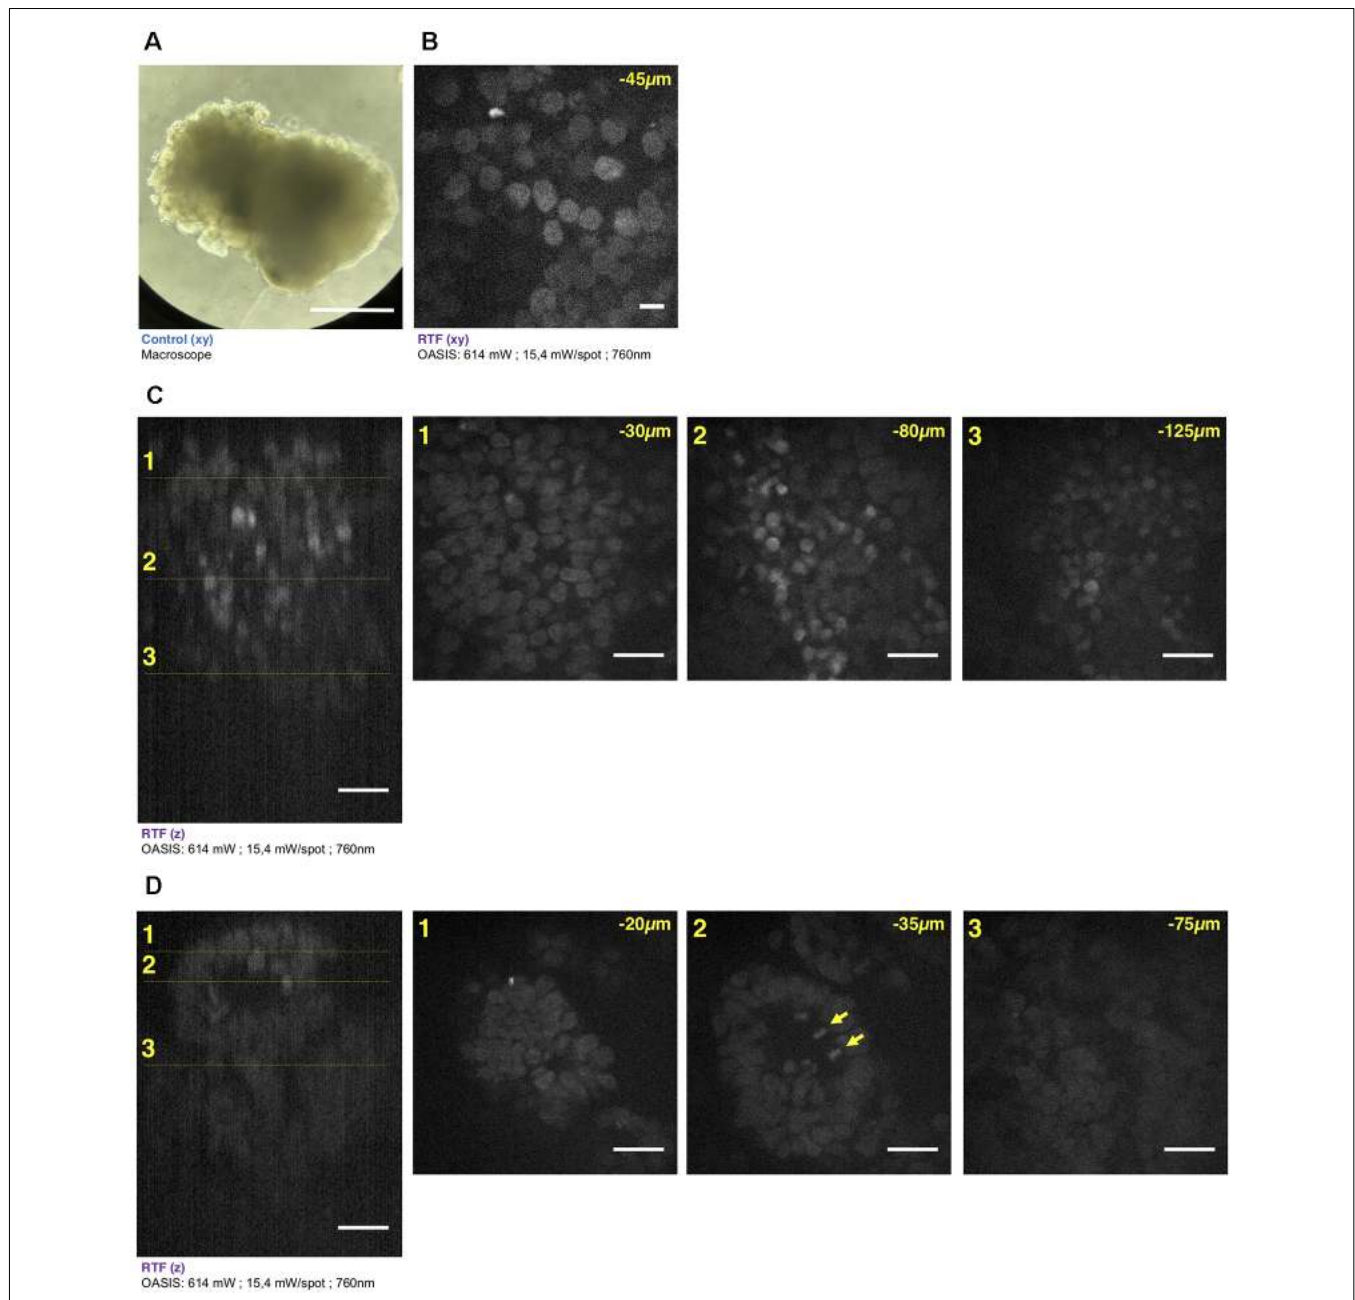 A
B
-45µm
Control (xy)
Macroscope
RTF (xy)
OASIS: 614 mW ; 15,4 mW/spot ; 760nm
C
1
2
3
1
-30µm
2
-80µm
3
-125µm
RTF (z)
OASIS: 614 mW ; 15,4 mW/spot ; 760nm
D
1
2
3
1
-20µm
2
-35µm
3
-75µm
RTF (z)
OASIS: 614 mW ; 15,4 mW/spot ; 760nm